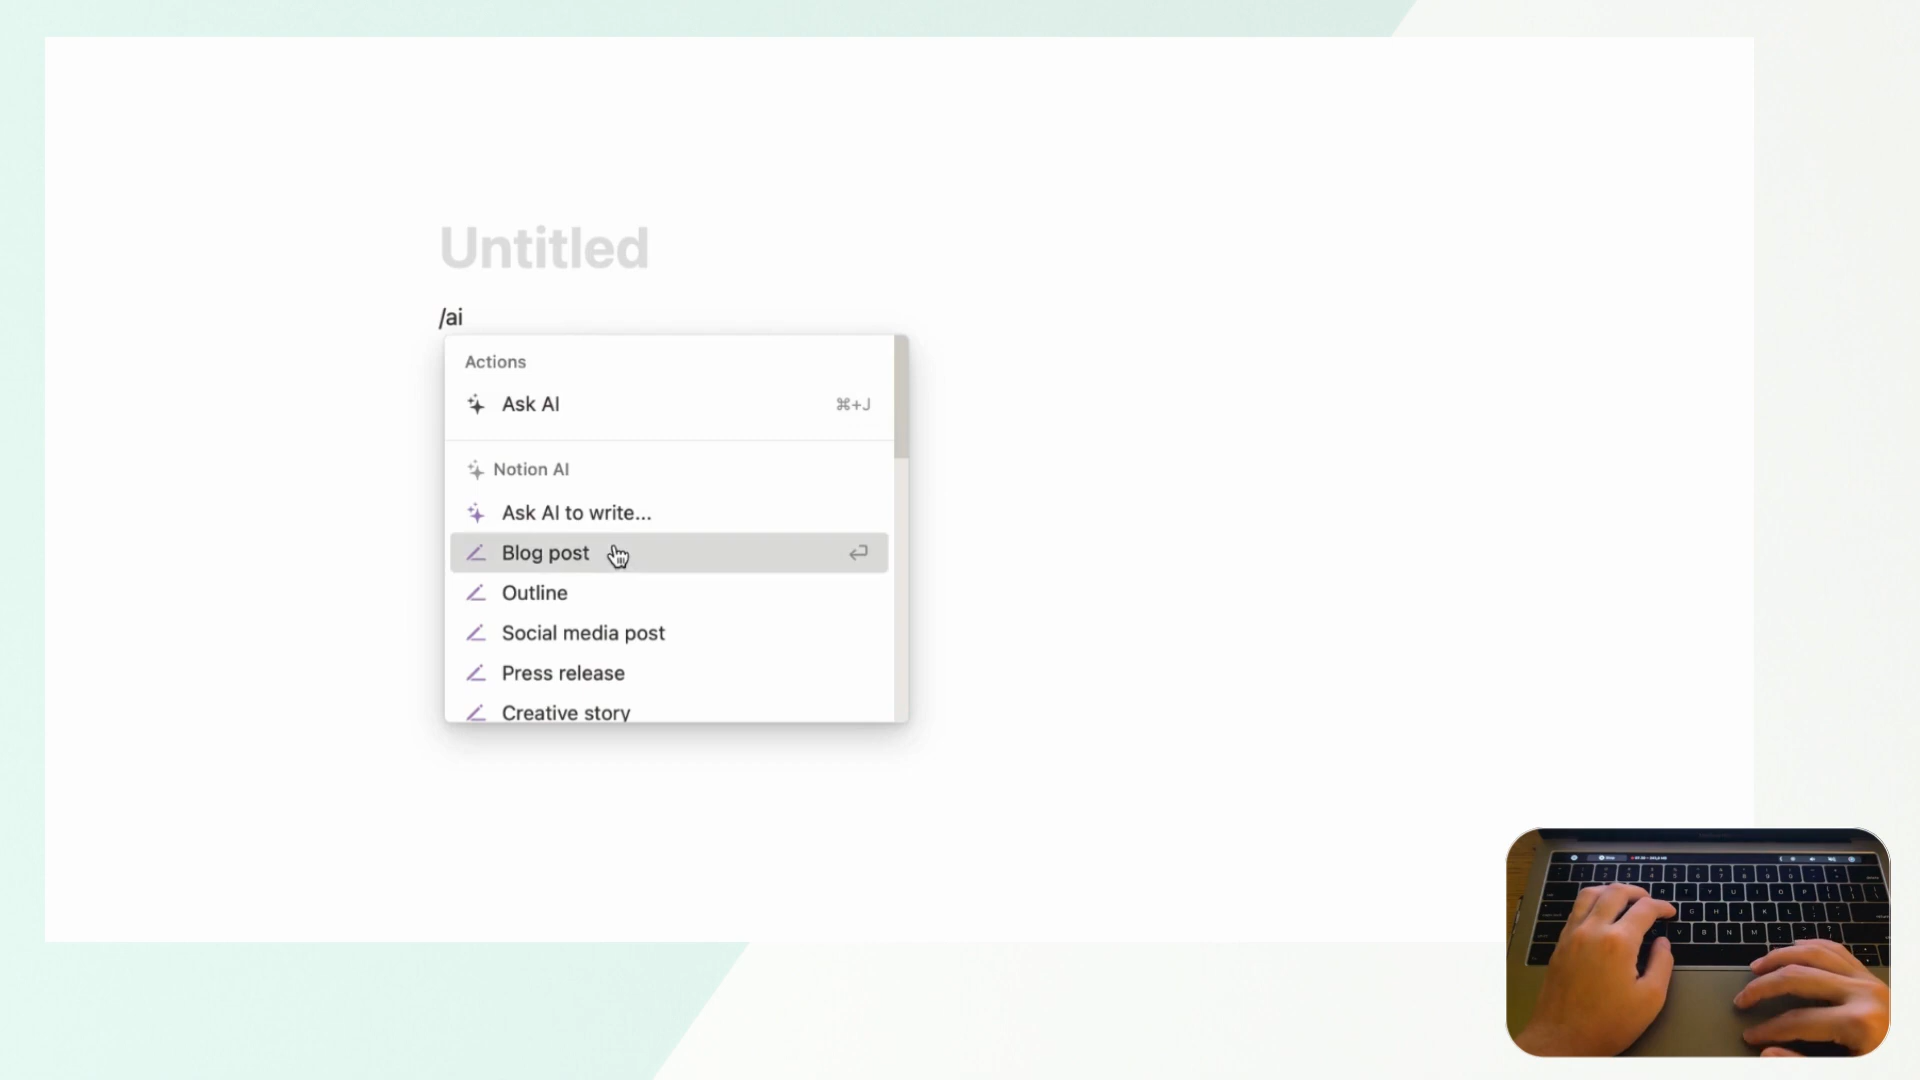 Untitled
/ai
Actions
Ask AI ⌘+J
Notion AI
Ask AI to write...
Blog post
Outline
Social media post
Press release
Creative story